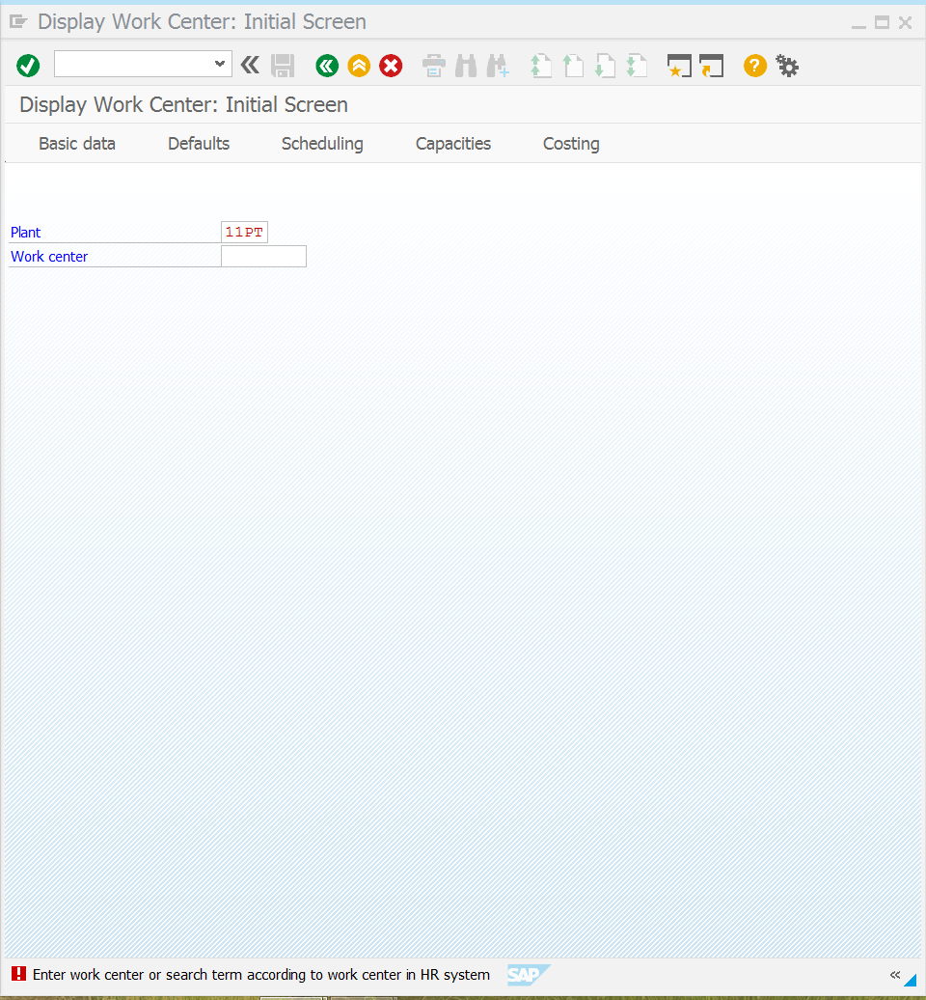 Display Work Center: Initial Screen
Display Work Center: Initial Screen
Basic data Defaults Scheduling Capacities Costing
Plant 11PT
Work center
Enter work center or search term according to work center in HR system SAP